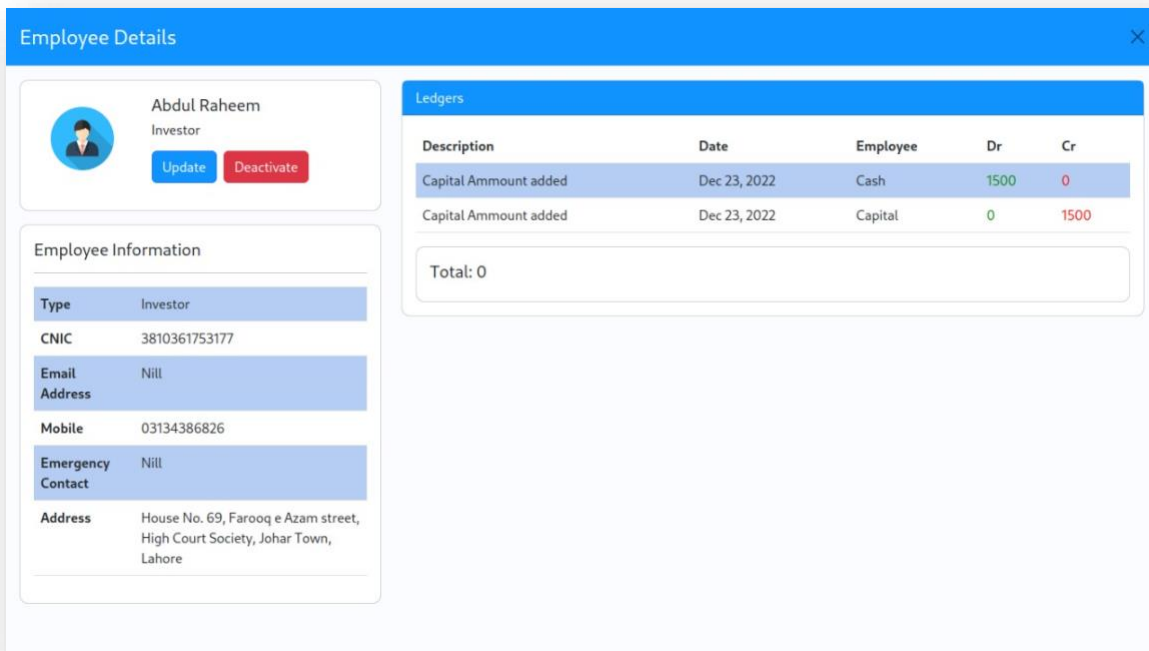 Employee Details
Abdul Raheem
Investor
Update Deactivate
Employee Information
Type Investor
CNIC 3810361753177
Email Address Nill
Mobile 03134386826
Emergency Contact Nill
Address House No. 69, Farooq e Azam street,
High Court Society, Johar Town,
Lahore
Ledgers
Description Date Employee Dr Cr
Capital Ammount added Dec 23, 2022 Cash 1500 0
Capital Ammount added Dec 23, 2022 Capital 0 1500
Total: 0